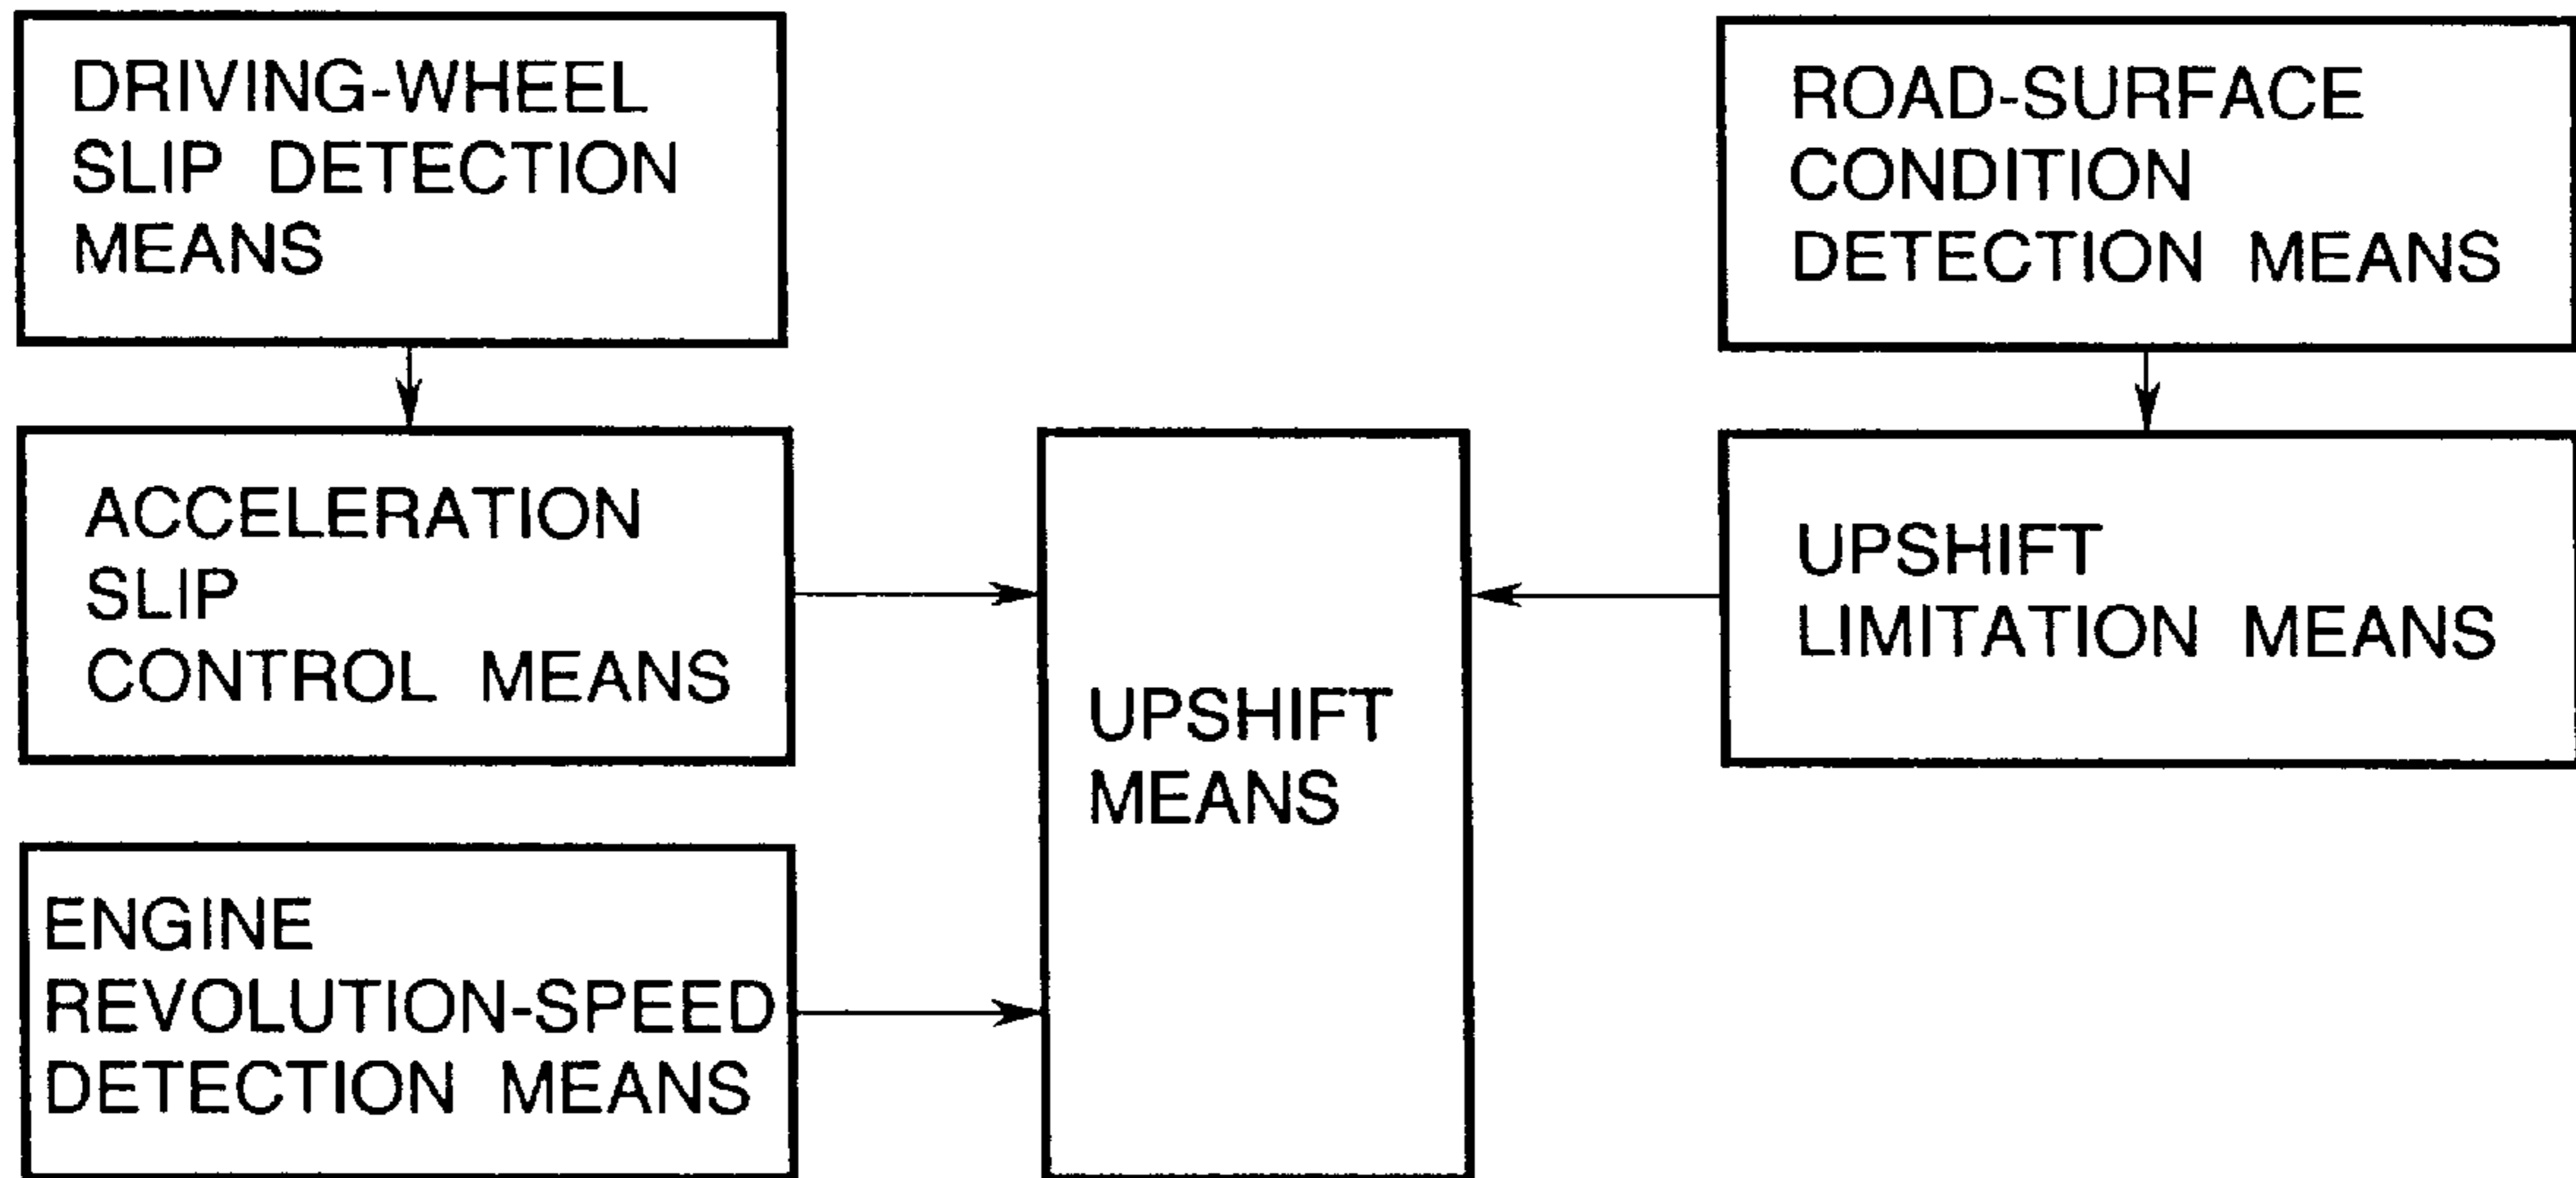 DRIVING-WHEEL
SLIP DETECTION
MEANS
ROAD-SURFACE
CONDITION
DETECTION MEANS
ACCELERATION
SLIP
CONTROL MEANS
UPSHIFT
MEANS
UPSHIFT
LIMITATION MEANS
ENGINE
REVOLUTION-SPEED
DETECTION MEANS